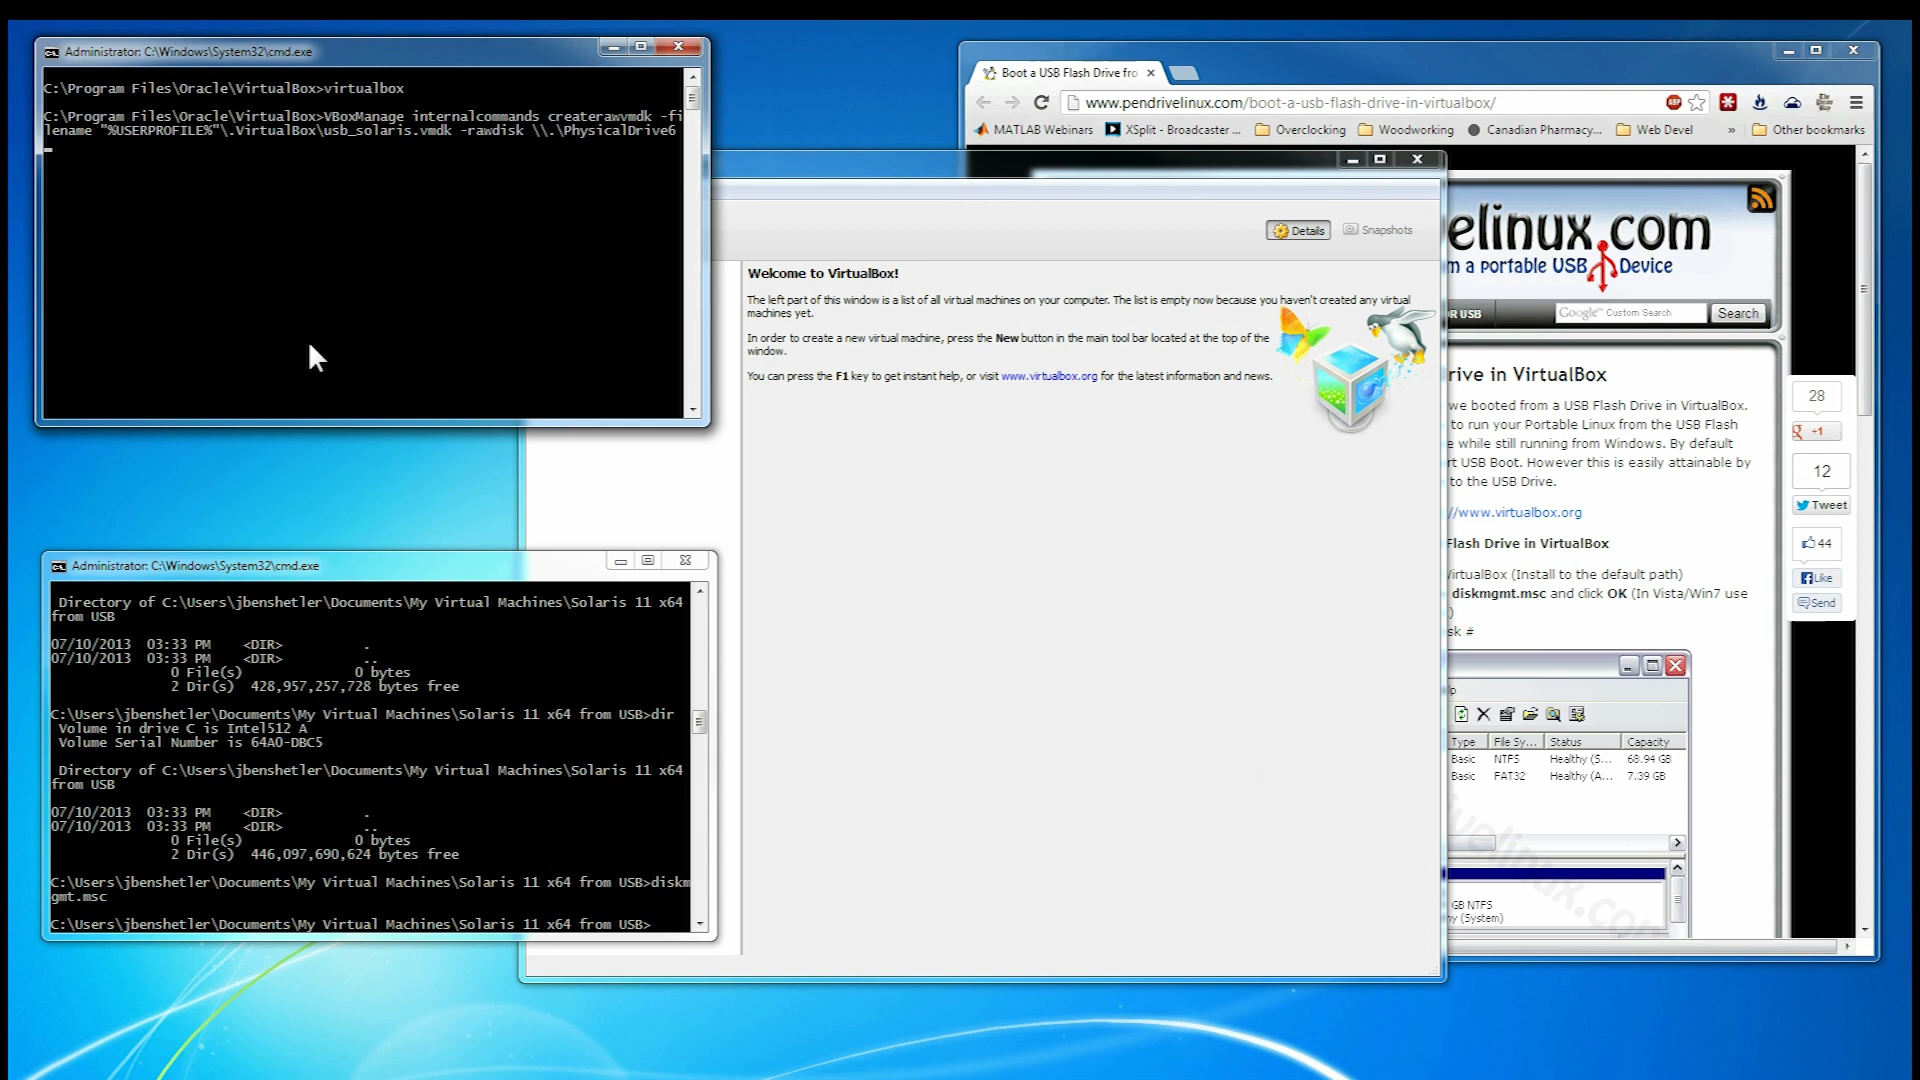 Administrator: C:\Windows\System32\cmd.exe
C:\Program Files\Oracle\VirtualBox>virtualbox
C:\Program Files\Oracle\VirtualBox>VBoxManage internalcommands createrawvmdk -fi
lename "%USERPROFILE%"\.VirtualBox\usb_solaris.vmdk -rawdisk \\.\PhysicalDrive6
Administrator: C:\Windows\System32\cmd.exe
Directory of C:\Users\jbenshetler\Documents\My Virtual Machines\Solaris 11 x64
from USB
07/10/2013 03:33 PM <DIR> .
07/10/2013 03:33 PM <DIR> ..
0 File(s) 0 bytes
2 Dir(s) 428,957,257,728 bytes free
C:\Users\jbenshetler\Documents\My Virtual Machines\Solaris 11 x64 from USB>dir
Volume in drive C is Intel512 A
Volume Serial Number is 64A0-DBC5
Directory of C:\Users\jbenshetler\Documents\My Virtual Machines\Solaris 11 x64
from USB
07/10/2013 03:33 PM <DIR> .
07/10/2013 03:33 PM <DIR> ..
0 File(s) 0 bytes
2 Dir(s) 446,097,690,624 bytes free
C:\Users\jbenshetler\Documents\My Virtual Machines\Solaris 11 x64 from USB>diskm
gmt.msc
C:\Users\jbenshetler\Documents\My Virtual Machines\Solaris 11 x64 from USB>
Details Snapshots
Welcome to VirtualBox!
The left part of this window is a list of all virtual machines on your computer. The list is empty now because you haven't created any virtual
machines yet.
In order to create a new virtual machine, press the New button in the main tool bar located at the top of the
window.
You can press the F1 key to get instant help, or visit www.virtualbox.org for the latest information and news.
Boot a USB Flash Drive fro
www.pendrivelinux.com/boot-a-usb-flash-drive-in-virtualbox/
ABP
MATLAB Webinars XSplit - Broadcaster ... Overclocking Woodworking Canadian Pharmacy... Web Devel » Other bookmarks
elinux.com
m a portable USB Device
R USB Google™ Custom Search Search
rive in VirtualBox
we booted from a USB Flash Drive in VirtualBox.
to run your Portable Linux from the USB Flash
e while still running from Windows. By default
rt USB Boot. However this is easily attainable by
to the USB Drive.
//www.virtualbox.org
Flash Drive in VirtualBox
VirtualBox (Install to the default path)
diskmgmt.msc and click OK (In Vista/Win7 use
)
sk #
p
Type File Sy... Status Capacity
Basic NTFS Healthy (S... 68.94 GB
Basic FAT32 Healthy (A... 7.39 GB
GB NTFS
hy (System)
28
+1
12
Tweet
44
Like
Send